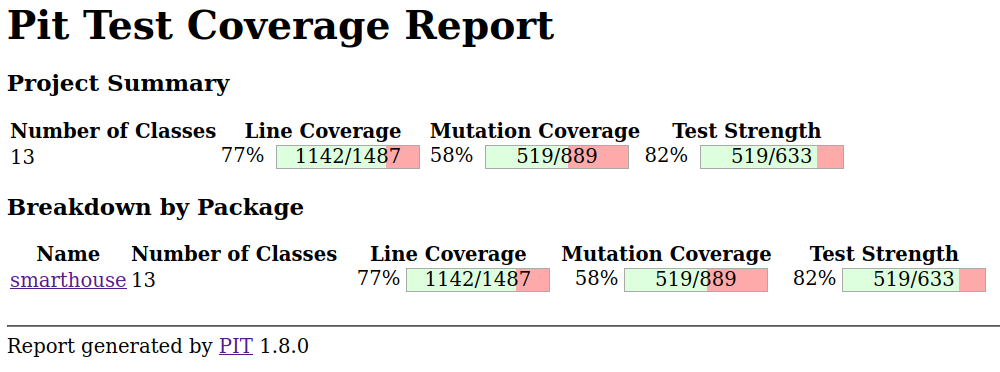 Pit Test Coverage Report
Project Summary
Number of Classes Line Coverage Mutation Coverage Test Strength
13 77% 1142/1487 58% 519/889 82% 519/633
Breakdown by Package
Name Number of Classes Line Coverage Mutation Coverage Test Strength
smarthouse 13 77% 1142/1487 58% 519/889 82% 519/633
Report generated by PIT 1.8.0